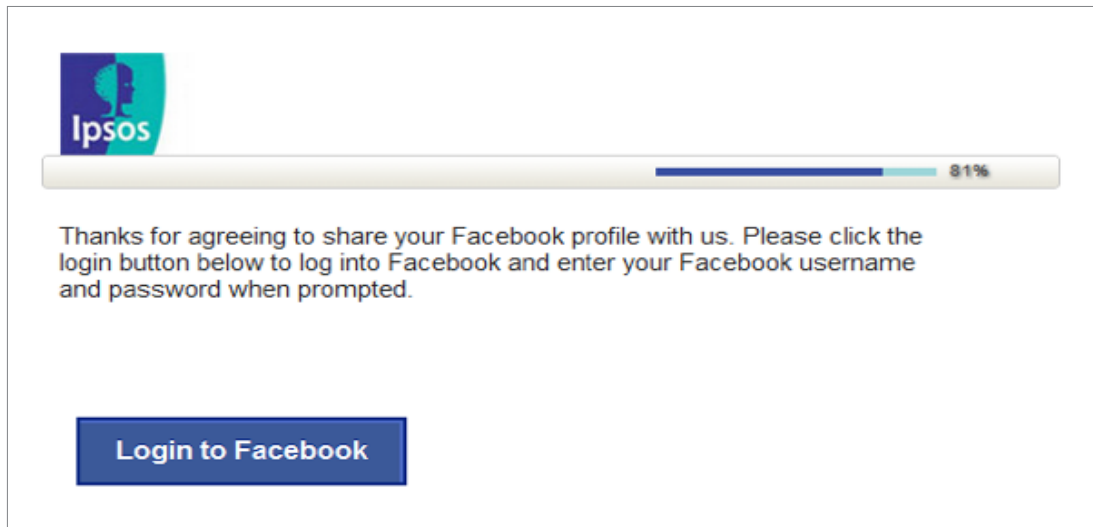 Ipsos
81%
Thanks for agreeing to share your Facebook profile with us. Please click the
login button below to log into Facebook and enter your Facebook username
and password when prompted.
Login to Facebook